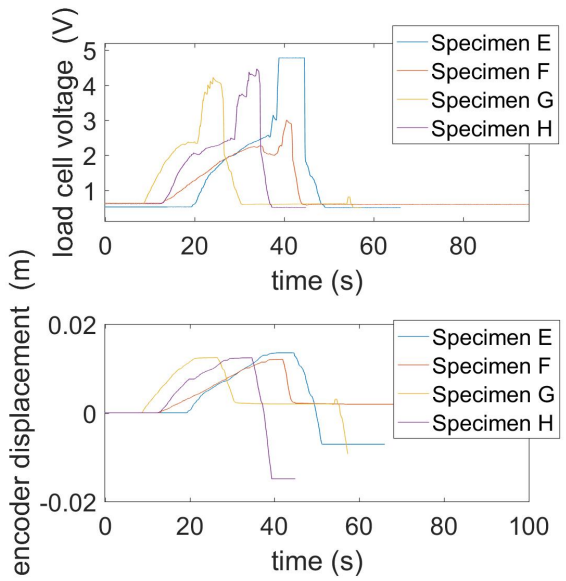 load cell voltage (V)
5
4
3
2
1
0
20
40
60
80
time (s)
Specimen E
Specimen F
Specimen G
Specimen H
encoder displacement (m)
0.02
0
-0.02
0
20
40
60
80
100
time (s)
Specimen E
Specimen F
Specimen G
Specimen H